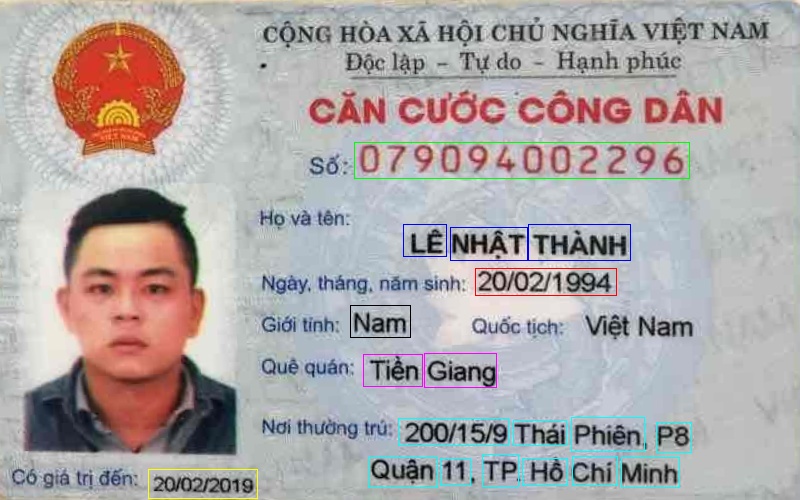 CỘNG HÒA XÃ HỘI CHỦ NGHĨA VIỆT NAM
Độc lập - Tự do - Hạnh phúc
CĂN CƯỚC CÔNG DÂN
Số: 079094002296
Họ và tên:
LÊ NHẬT THÀNH
Ngày, tháng, năm sinh: 20/02/1994
Giới tính: Nam Quốc tịch: Việt Nam
Quê quán: Tiền Giang
Nơi thường trú: 200/15/9 Thái Phiên, P8
Quận 11, TP. Hồ Chí Minh
Có giá trị đến: 20/02/2019